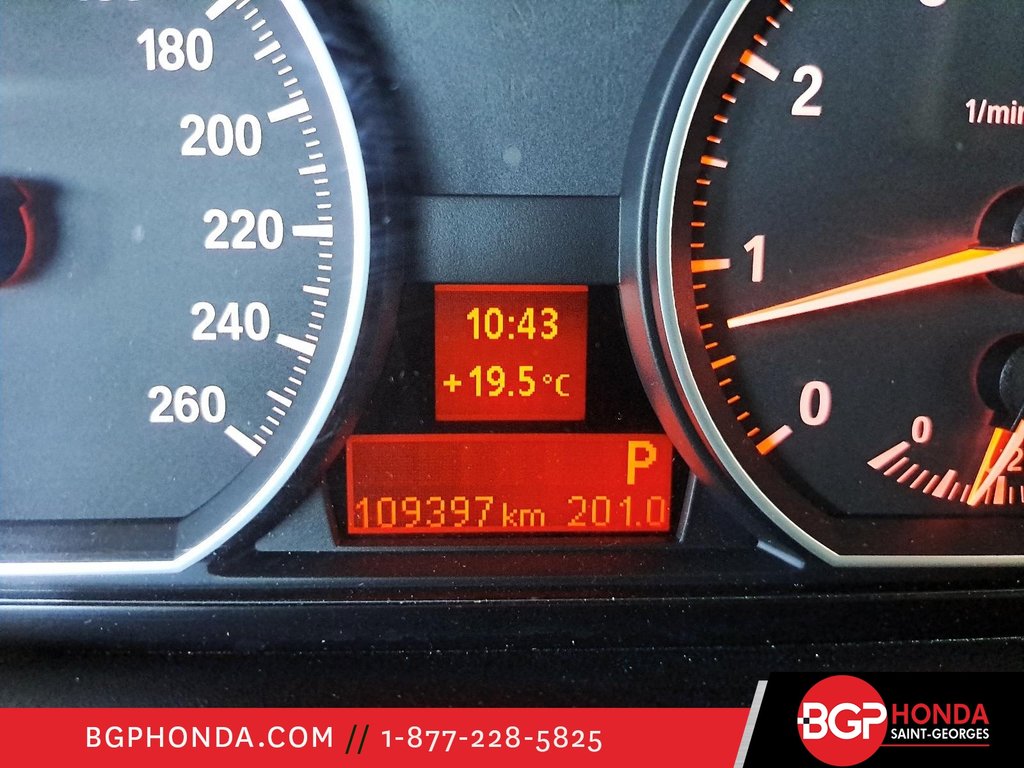 180
200
220
240
260
10:43
+19.5°C
P
109397 km 201.0
2
1/min
1
0
0
BGPHONDA.COM // 1-877-228-5825
BGP HONDA
SAINT-GEORGES